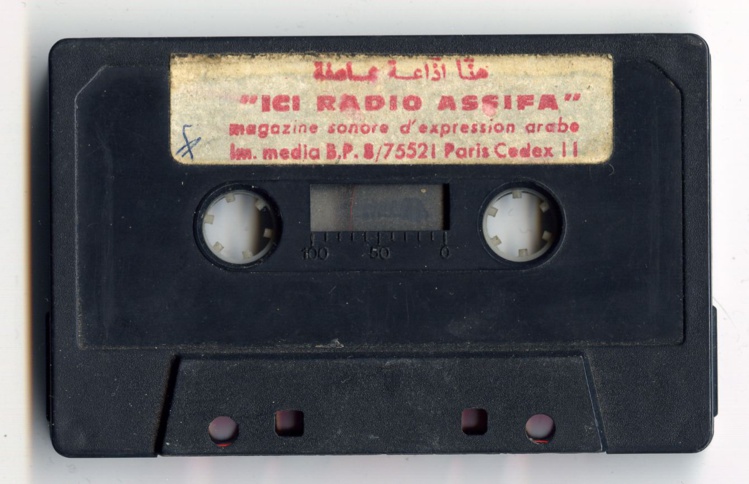 هنا اذاعة عاصفة
"ICI RADIO ASSIFA"
magazine sonore d'expression arabe
Im. media B.P. 8/75521 Paris Cedex 11
100 50 0